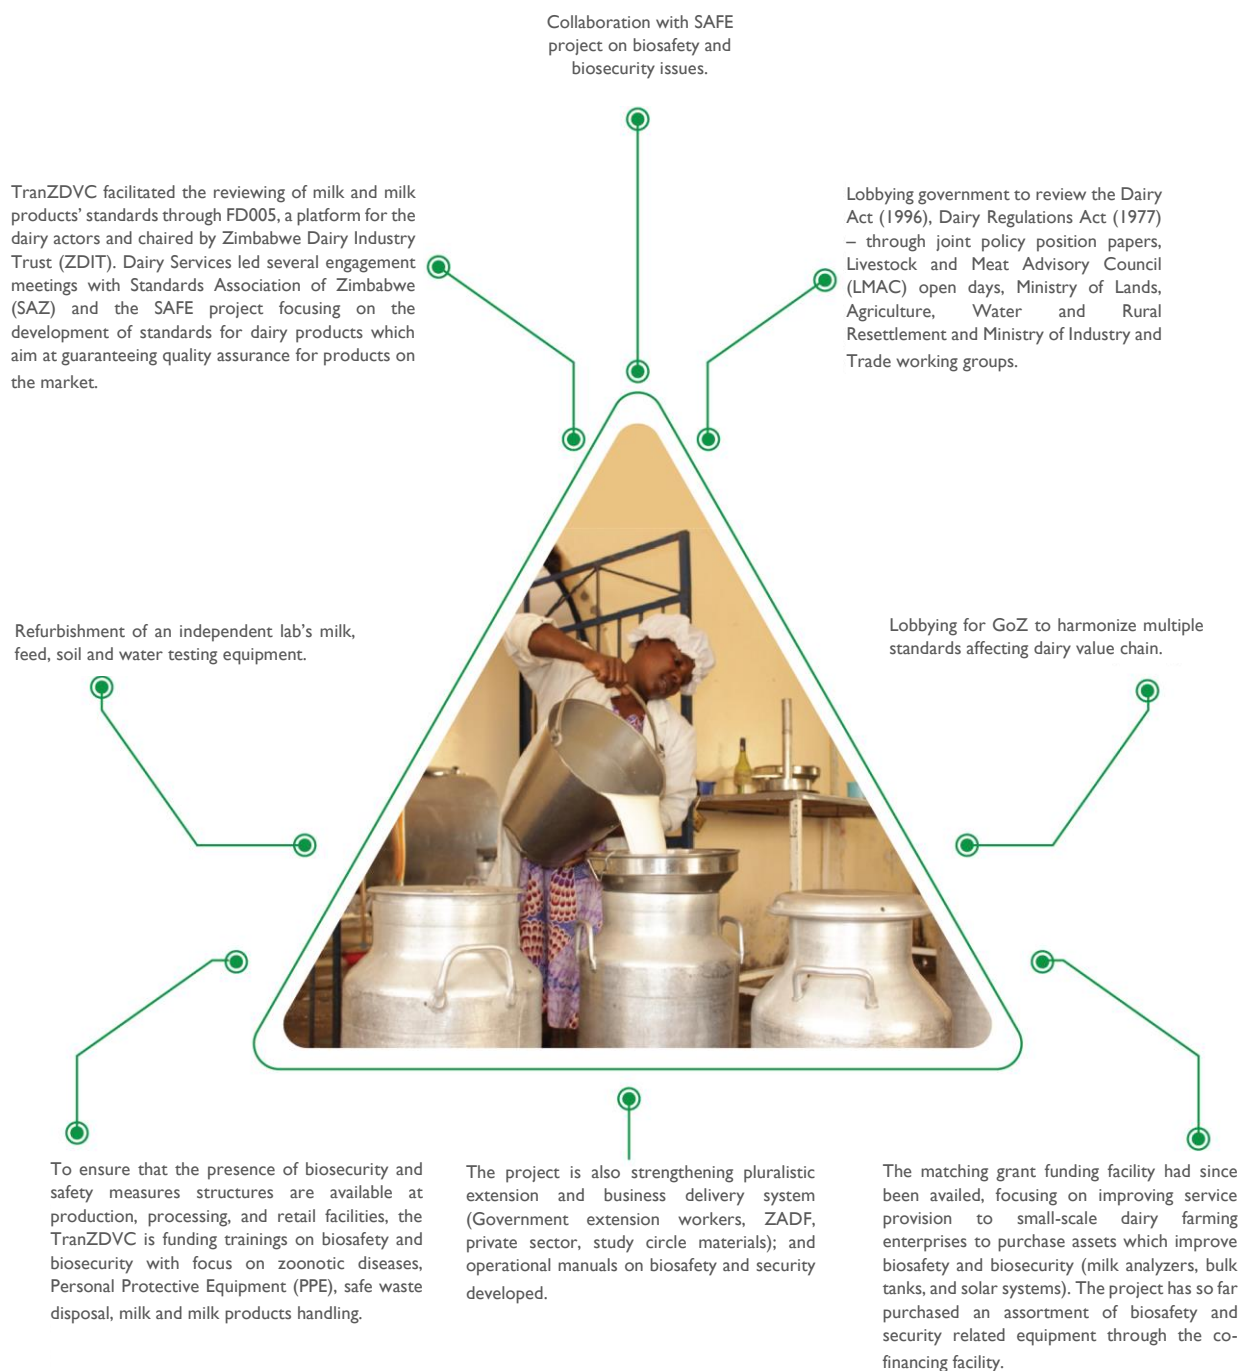 Collaboration with SAFE
project on biosafety and
biosecurity issues.
TranZDVC facilitated the reviewing of milk and milk
products' standards through FD005, a platform for the
dairy actors and chaired by Zimbabwe Dairy Industry
Trust (ZDIT). Dairy Services led several engagement
meetings with Standards Association of Zimbabwe
(SAZ) and the SAFE project focusing on the
development of standards for dairy products which
aim at guaranteeing quality assurance for products on
the market.
Lobbying government to review the Dairy
Act (1996), Dairy Regulations Act (1977)
– through joint policy position papers,
Livestock and Meat Advisory Council
(LMAC) open days, Ministry of Lands,
Agriculture, Water and Rural
Resettlement and Ministry of Industry and
Trade working groups.
Refurbishment of an independent lab's milk,
feed, soil and water testing equipment.
Lobbying for GoZ to harmonize multiple
standards affecting dairy value chain.
To ensure that the presence of biosecurity and
safety measures structures are available at
production, processing, and retail facilities, the
TranZDVC is funding trainings on biosafety and
biosecurity with focus on zoonotic diseases,
Personal Protective Equipment (PPE), safe waste
disposal, milk and milk products handling.
The project is also strengthening pluralistic
extension and business delivery system
(Government extension workers, ZADF,
private sector, study circle materials); and
operational manuals on biosafety and security
developed.
The matching grant funding facility had since
been availed, focusing on improving service
provision to small-scale dairy farming
enterprises to purchase assets which improve
biosafety and biosecurity (milk analyzers, bulk
tanks, and solar systems). The project has so far
purchased an assortment of biosafety and
security related equipment through the co-
financing facility.